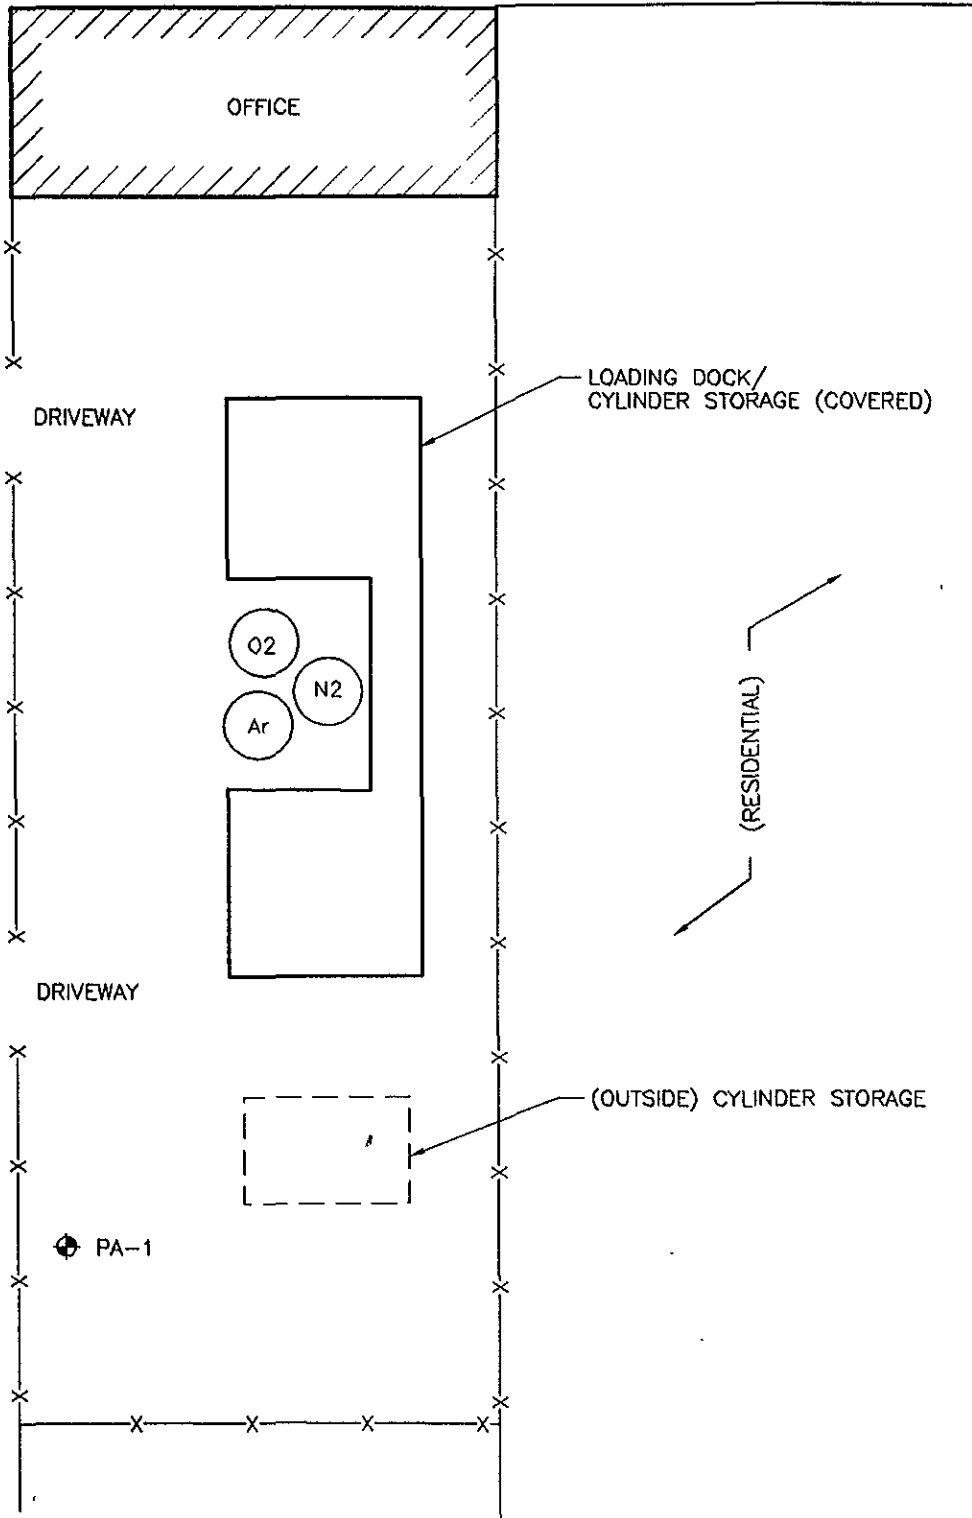 OFFICE
LOADING DOCK/
CYLINDER STORAGE (COVERED)
DRIVEWAY
O2
N2
Ar
(RESIDENTIAL)
DRIVEWAY
(OUTSIDE) CYLINDER STORAGE
PA-1